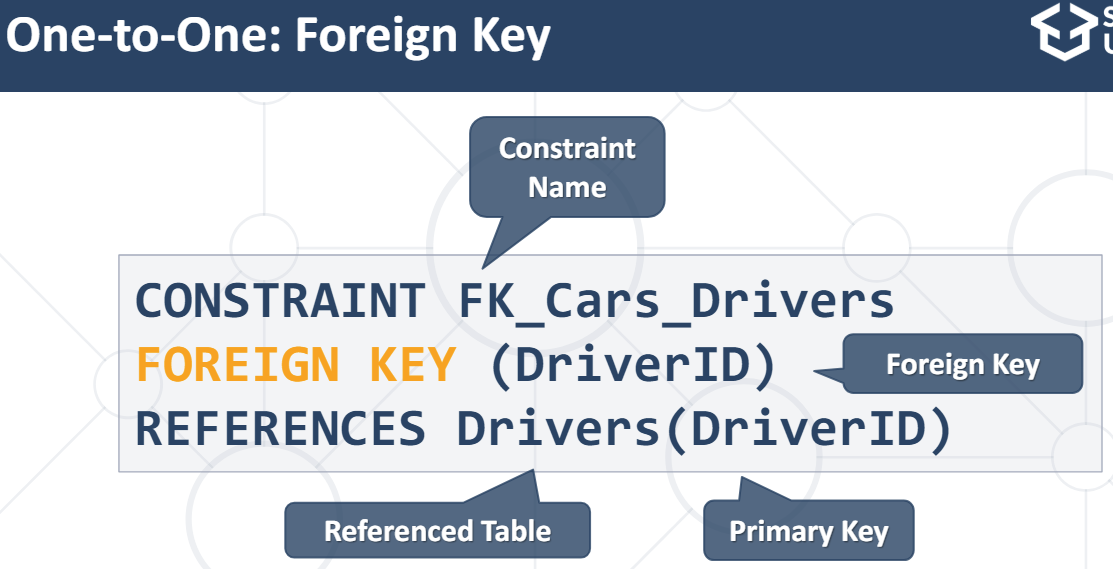 One-to-One: Foreign Key
Constraint
Name
CONSTRAINT FK_Cars_Drivers
FOREIGN KEY (DriverID)
Foreign Key
REFERENCES Drivers(DriverID)
Referenced Table
Primary Key